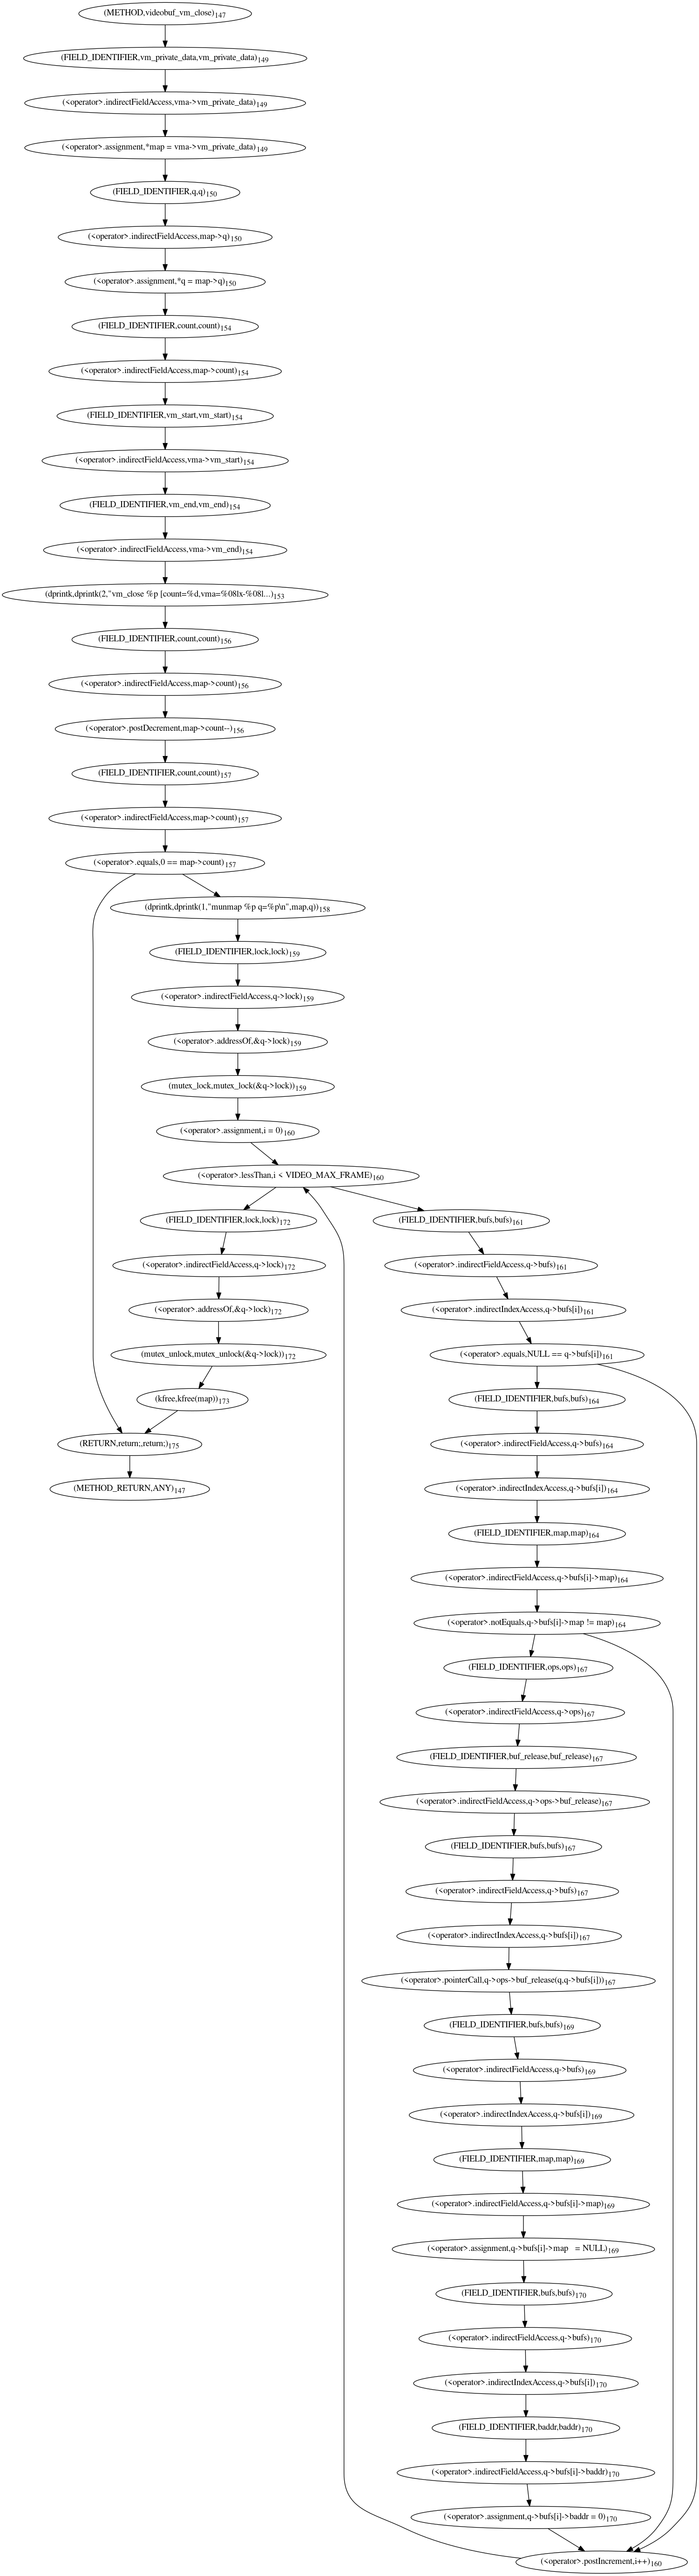 (METHOD,videobuf_vm_close)147
(FIELD_IDENTIFIER,vm_private_data,vm_private_data)149
(<operator>.indirectFieldAccess,vma->vm_private_data)149
(<operator>.assignment,*map = vma->vm_private_data)149
(FIELD_IDENTIFIER,q,q)150
(<operator>.indirectFieldAccess,map->q)150
(<operator>.assignment,*q = map->q)150
(FIELD_IDENTIFIER,count,count)154
(<operator>.indirectFieldAccess,map->count)154
(FIELD_IDENTIFIER,vm_start,vm_start)154
(<operator>.indirectFieldAccess,vma->vm_start)154
(FIELD_IDENTIFIER,vm_end,vm_end)154
(<operator>.indirectFieldAccess,vma->vm_end)154
(dprintk,dprintk(2,"vm_close %p [count=%d,vma=%08lx-%08l...)153
(FIELD_IDENTIFIER,count,count)156
(<operator>.indirectFieldAccess,map->count)156
(<operator>.postDecrement,map->count--)156
(FIELD_IDENTIFIER,count,count)157
(<operator>.indirectFieldAccess,map->count)157
(<operator>.equals,0 == map->count)157
(dprintk,dprintk(1,"munmap %p q=%p\n",map,q))158
(FIELD_IDENTIFIER,lock,lock)159
(<operator>.indirectFieldAccess,q->lock)159
(<operator>.addressOf,&q->lock)159
(mutex_lock,mutex_lock(&q->lock))159
(<operator>.assignment,i = 0)160
(<operator>.lessThan,i < VIDEO_MAX_FRAME)160
(FIELD_IDENTIFIER,lock,lock)172
(<operator>.indirectFieldAccess,q->lock)172
(<operator>.addressOf,&q->lock)172
(mutex_unlock,mutex_unlock(&q->lock))172
(kfree,kfree(map))173
(RETURN,return;,return;)175
(METHOD_RETURN,ANY)147
(FIELD_IDENTIFIER,bufs,bufs)161
(<operator>.indirectFieldAccess,q->bufs)161
(<operator>.indirectIndexAccess,q->bufs[i])161
(<operator>.equals,NULL == q->bufs[i])161
(FIELD_IDENTIFIER,bufs,bufs)164
(<operator>.indirectFieldAccess,q->bufs)164
(<operator>.indirectIndexAccess,q->bufs[i])164
(FIELD_IDENTIFIER,map,map)164
(<operator>.indirectFieldAccess,q->bufs[i]->map)164
(<operator>.notEquals,q->bufs[i]->map != map)164
(FIELD_IDENTIFIER,ops,ops)167
(<operator>.indirectFieldAccess,q->ops)167
(FIELD_IDENTIFIER,buf_release,buf_release)167
(<operator>.indirectFieldAccess,q->ops->buf_release)167
(FIELD_IDENTIFIER,bufs,bufs)167
(<operator>.indirectFieldAccess,q->bufs)167
(<operator>.indirectIndexAccess,q->bufs[i])167
(<operator>.pointerCall,q->ops->buf_release(q,q->bufs[i]))167
(FIELD_IDENTIFIER,bufs,bufs)169
(<operator>.indirectFieldAccess,q->bufs)169
(<operator>.indirectIndexAccess,q->bufs[i])169
(FIELD_IDENTIFIER,map,map)169
(<operator>.indirectFieldAccess,q->bufs[i]->map)169
(<operator>.assignment,q->bufs[i]->map   = NULL)169
(FIELD_IDENTIFIER,bufs,bufs)170
(<operator>.indirectFieldAccess,q->bufs)170
(<operator>.indirectIndexAccess,q->bufs[i])170
(FIELD_IDENTIFIER,baddr,baddr)170
(<operator>.indirectFieldAccess,q->bufs[i]->baddr)170
(<operator>.assignment,q->bufs[i]->baddr = 0)170
(<operator>.postIncrement,i++)160